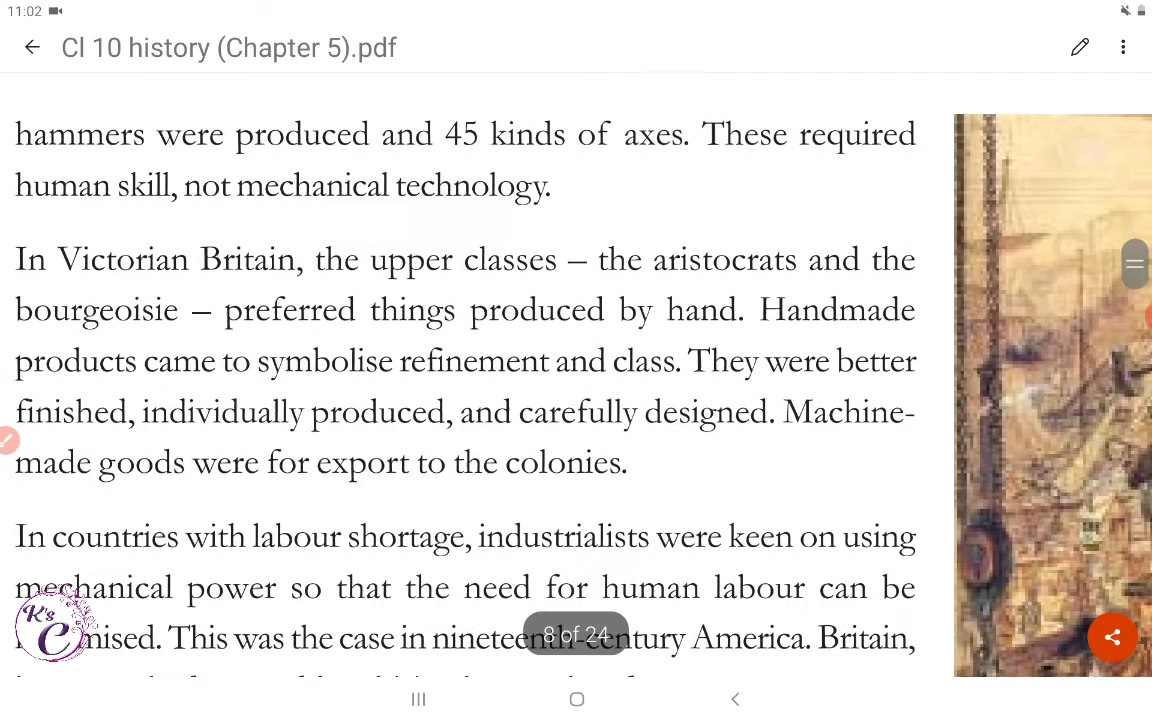 11:02
Cl 10 history (Chapter 5).pdf
hammers were produced and 45 kinds of axes. These required
human skill, not mechanical technology.
In Victorian Britain, the upper classes – the aristocrats and the
bourgeoisie – preferred things produced by hand. Handmade
products came to symbolise refinement and class. They were better
finished, individually produced, and carefully designed. Machine-
made goods were for export to the colonies.
In countries with labour shortage, industrialists were keen on using
mechanical power so that the need for human labour can be
This was the case in nineteenth-century America. Britain,
K's C
8 of 24